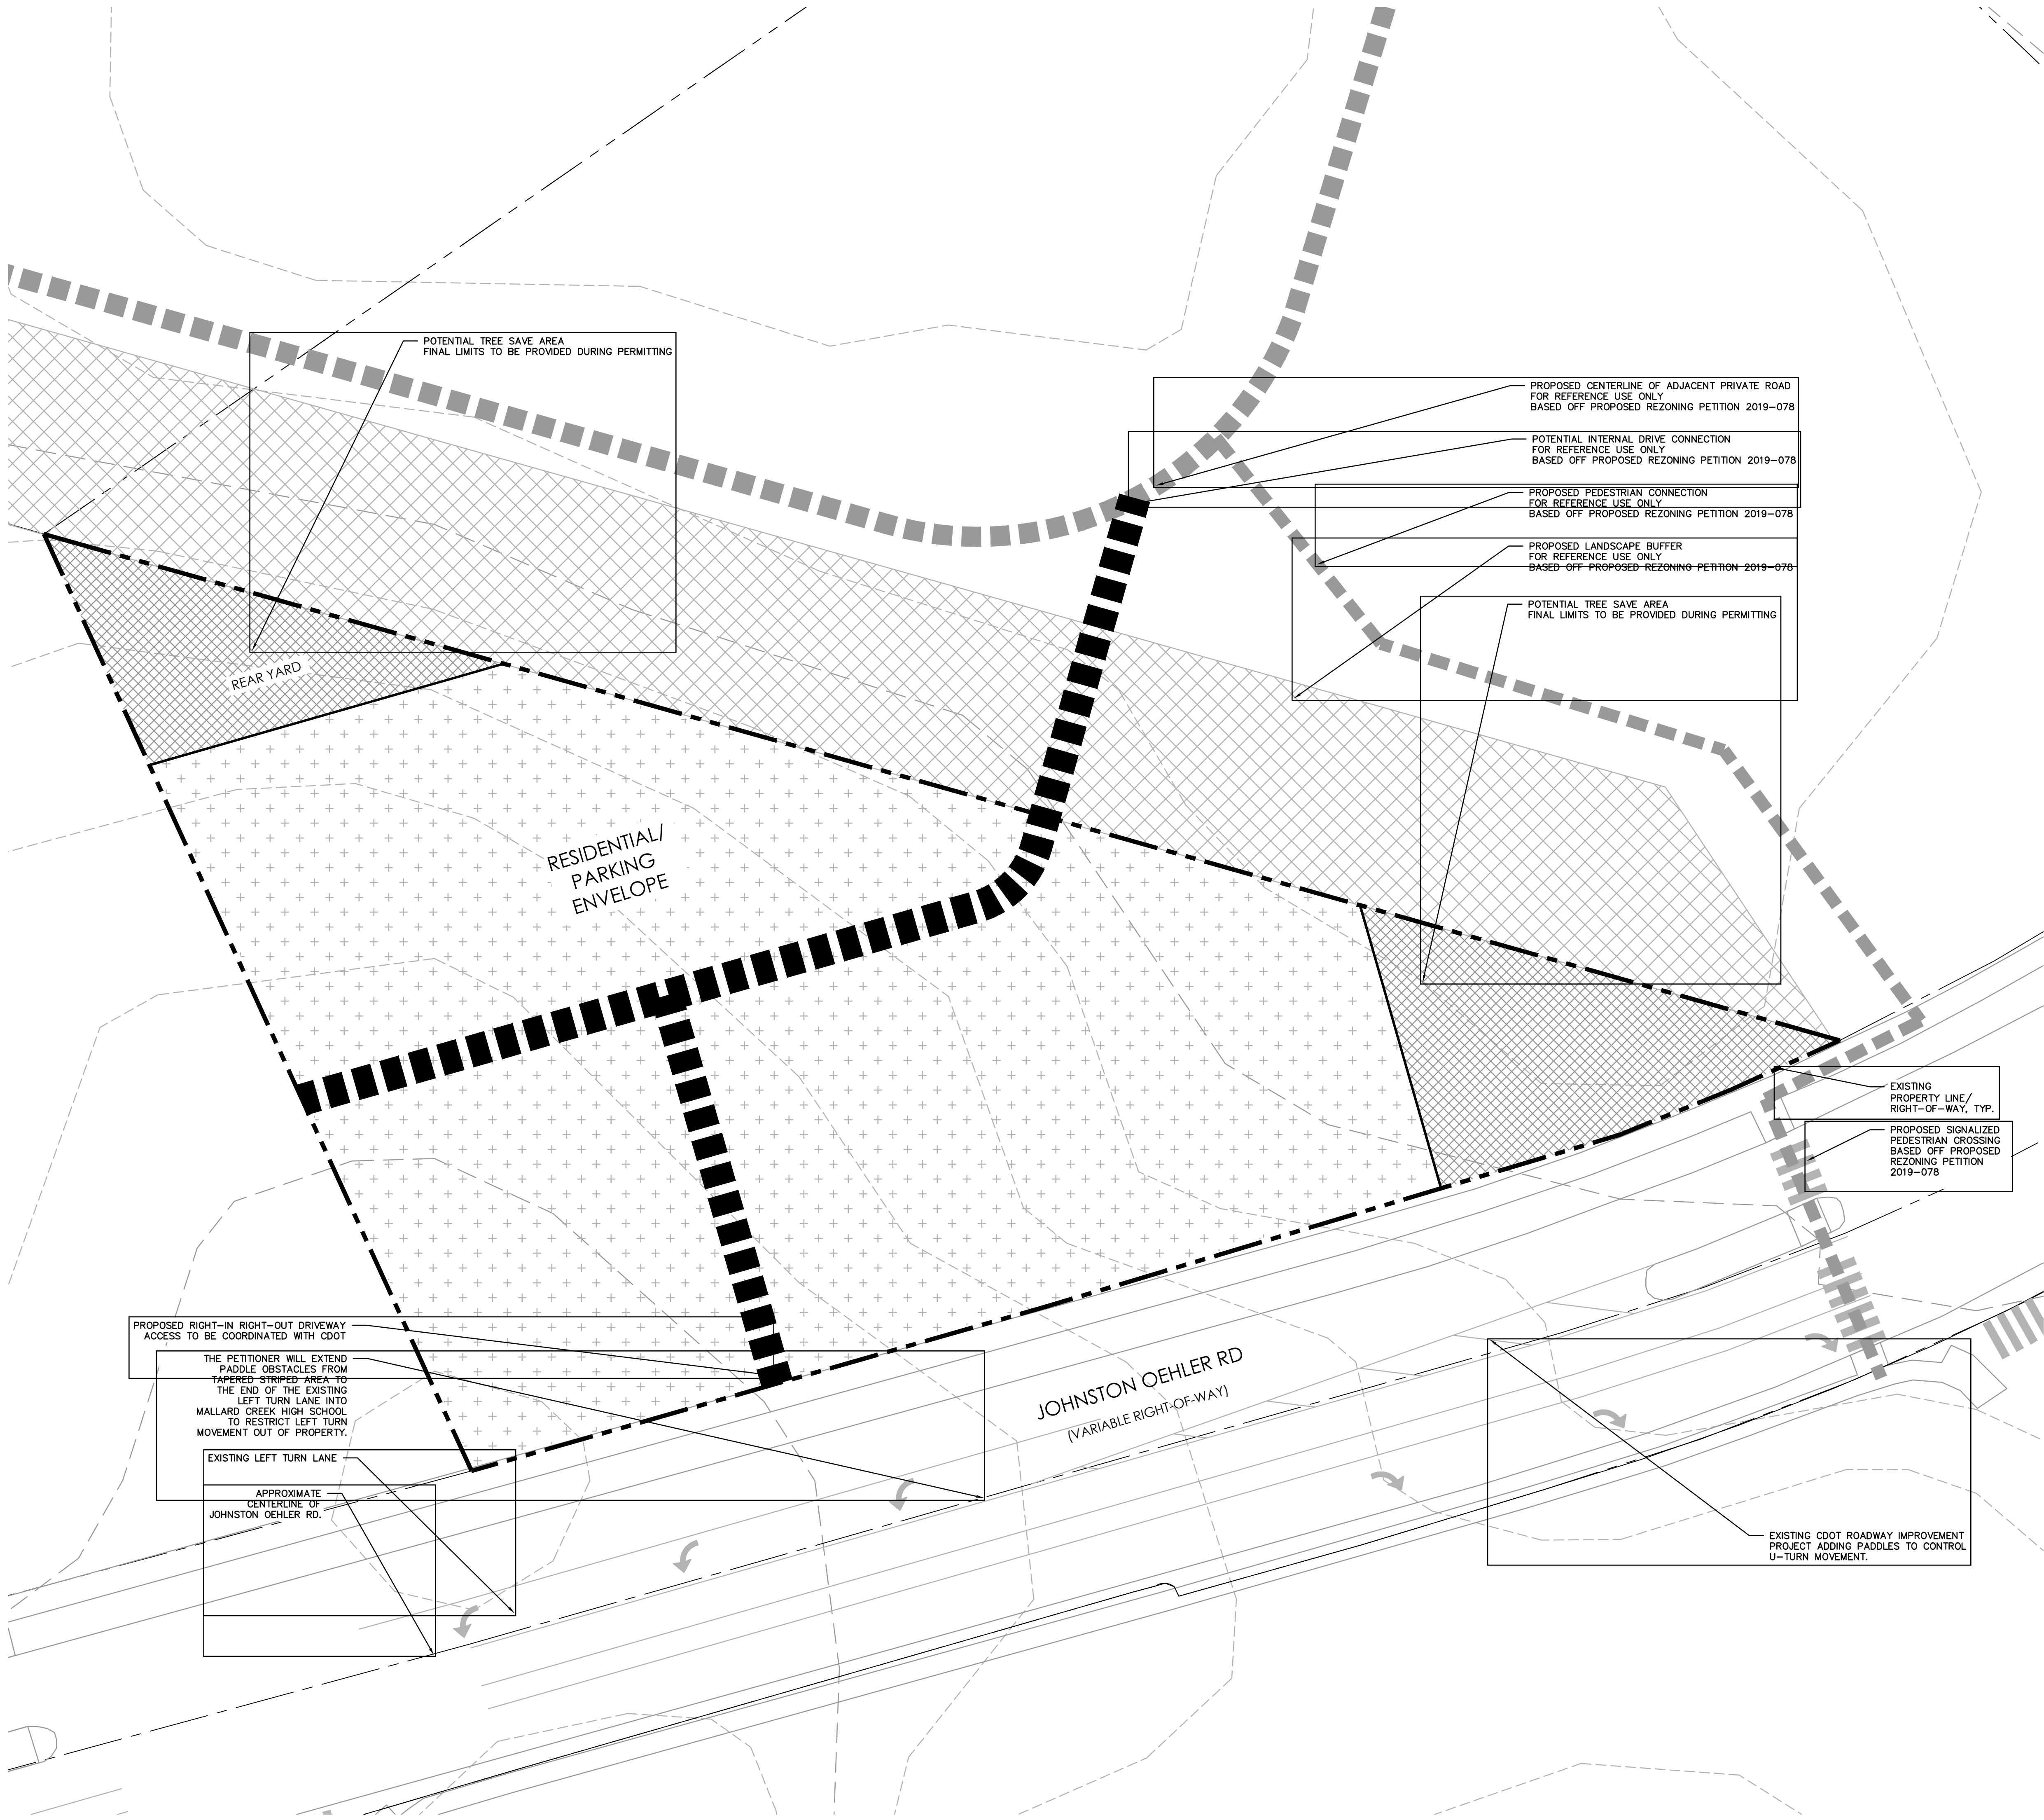 POTENTIAL TREE SAVE AREA
FINAL LIMITS TO BE PROVIDED DURING PERMITTING
PROPOSED CENTERLINE OF ADJACENT PRIVATE ROAD
FOR REFERENCE USE ONLY
BASED OFF PROPOSED REZONING PETITION 2019-078
POTENTIAL INTERNAL DRIVE CONNECTION
FOR REFERENCE USE ONLY
BASED OFF PROPOSED REZONING PETITION 2019-078
PROPOSED PEDESTRIAN CONNECTION
FOR REFERENCE USE ONLY
BASED OFF PROPOSED REZONING PETITION 2019-078
PROPOSED LANDSCAPE BUFFER
FOR REFERENCE USE ONLY
BASED OFF PROPOSED REZONING PETITION 2019-078
POTENTIAL TREE SAVE AREA
FINAL LIMITS TO BE PROVIDED DURING PERMITTING
REAR YARD
RESIDENTIAL/
PARKING
ENVELOPE
EXISTING
PROPERTY LINE/
RIGHT-OF-WAY, TYP.
PROPOSED SIGNALIZED
PEDESTRIAN CROSSING
BASED OFF PROPOSED
REZONING PETITION
2019-078
PROPOSED RIGHT-IN RIGHT-OUT DRIVEWAY
ACCESS TO BE COORDINATED WITH CDOT
THE PETITIONER WILL EXTEND
PADDLE OBSTACLES FROM
TAPERED STRIPED AREA TO
THE END OF THE EXISTING
LEFT TURN LANE INTO
MALLARD CREEK HIGH SCHOOL
TO RESTRICT LEFT TURN
MOVEMENT OUT OF PROPERTY.
EXISTING LEFT TURN LANE
APPROXIMATE
CENTERLINE OF
JOHNSTON OEHLER RD.
JOHNSTON OEHLER RD
(VARIABLE RIGHT-OF-WAY)
EXISTING CDOT ROADWAY IMPROVEMENT
PROJECT ADDING PADDLES TO CONTROL
U-TURN MOVEMENT.